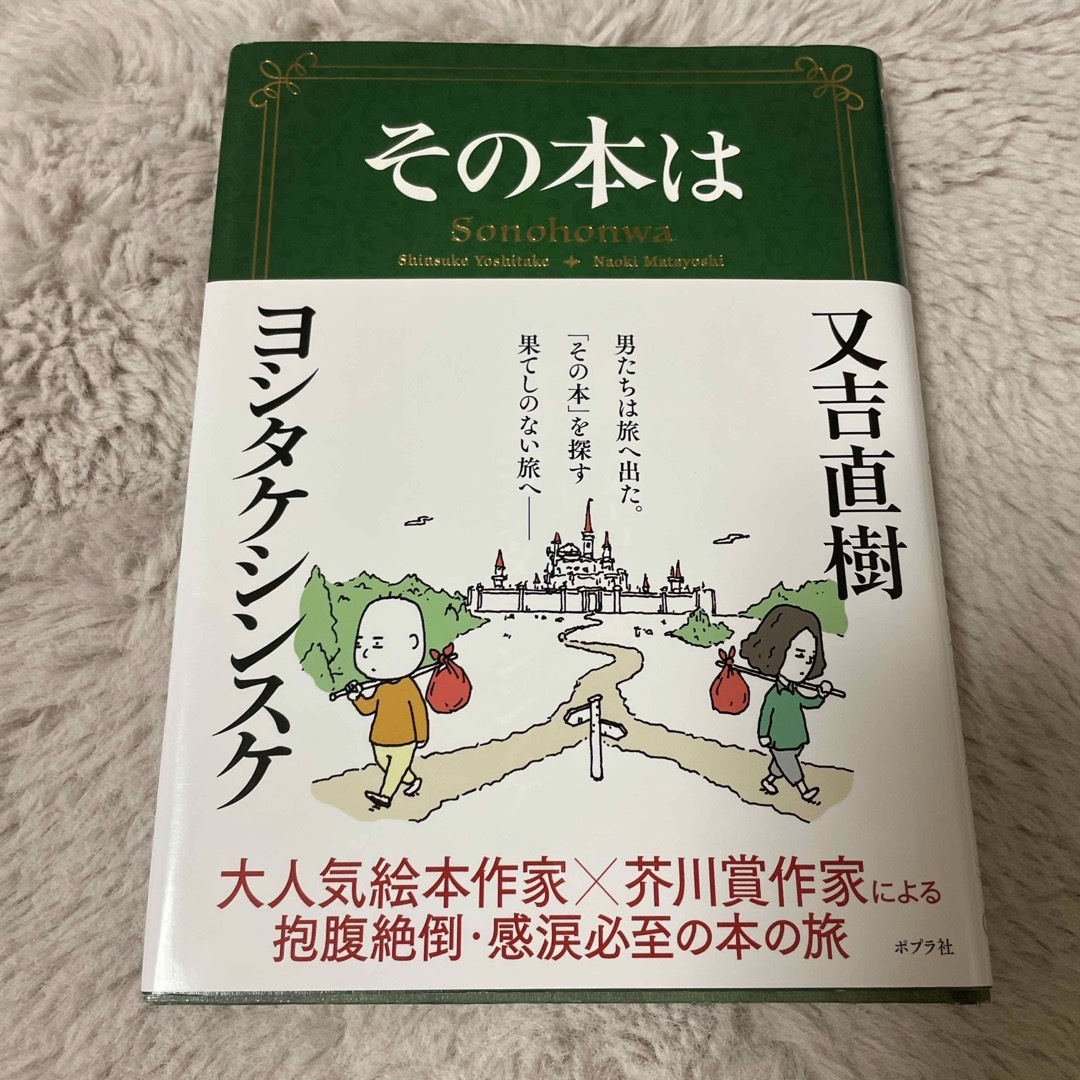 その本は
Sonohonwa
Shinsuke Yoshitake Naoki Matayoshi
又吉直樹
男たちは旅へ出た。
「その本」を探す
果てしのない旅へ——
ヨシタケシンスケ
大人気絵本作家×芥川賞作家による
抱腹絶倒・感涙必至の本の旅
ポプラ社